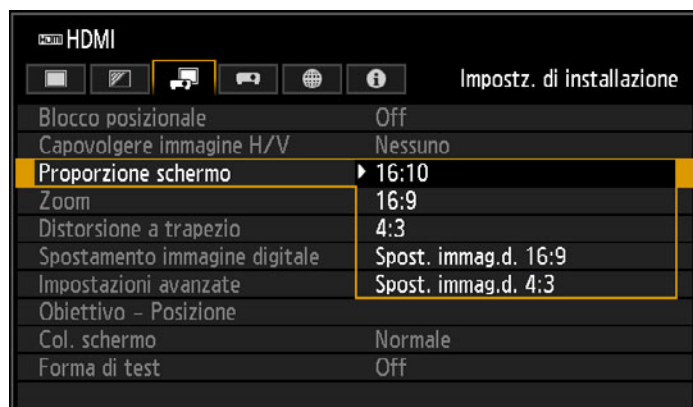 HDMI HDMI
Impostz. di installazione
Blocco posizionale Off
Capovolgere immagine H/V Nessuno
Proporzione schermo 16:10
Zoom 16:9
Distorsione a trapezio 4:3
Spostamento immagine digitale Spost. immag.d. 16:9
Impostazioni avanzate Spost. immag.d. 4:3
Obiettivo – Posizione
Col. schermo Normale
Forma di test Off